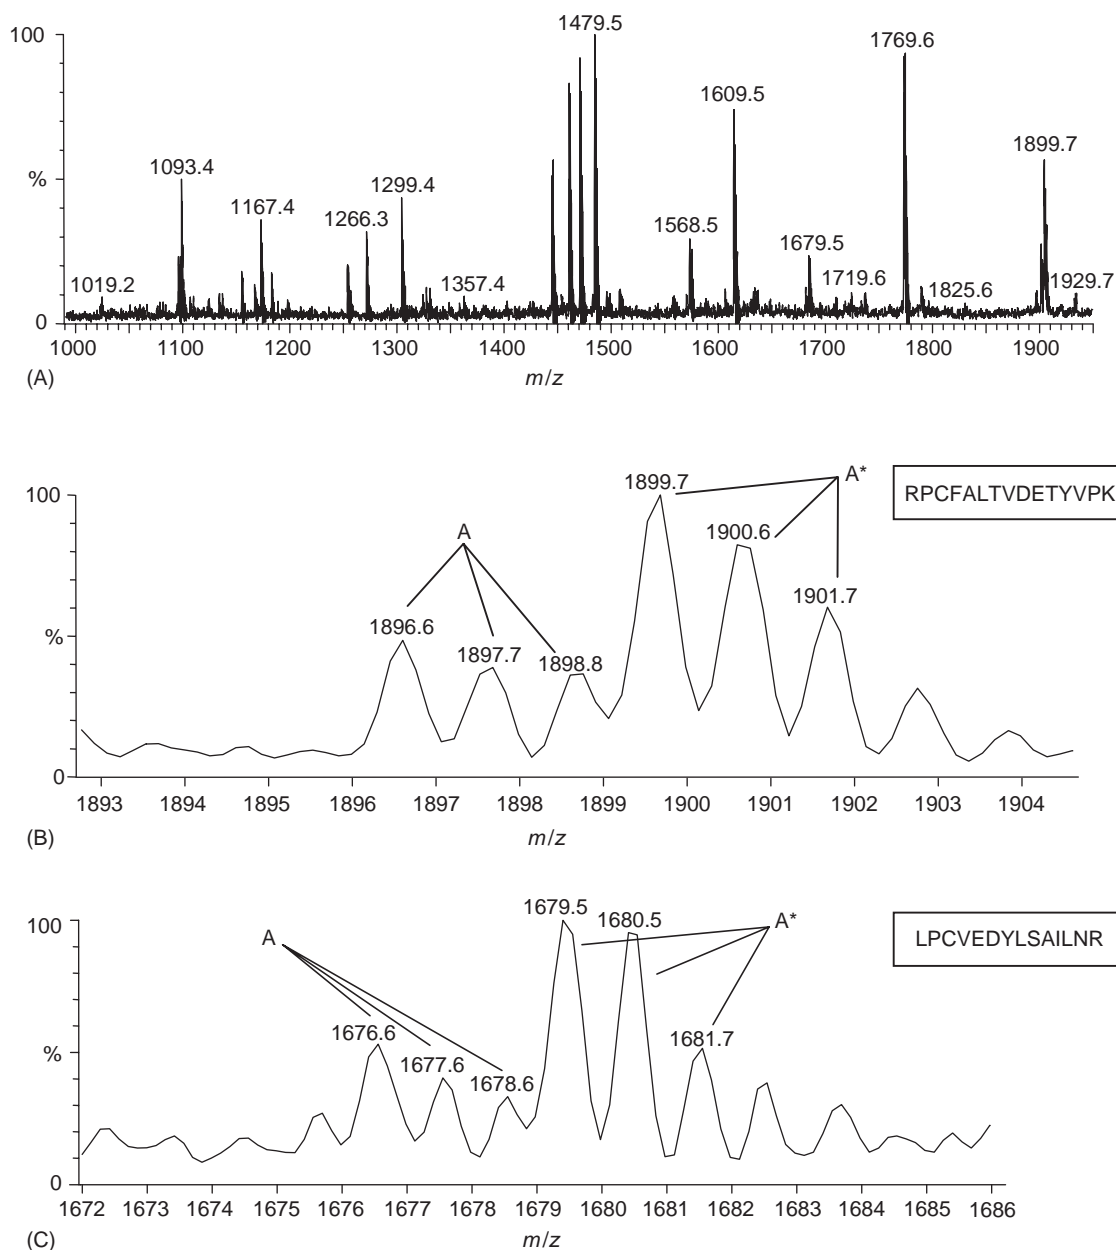 1479.5
100
1769.6
1609.5
1899.7
1093.4
%
1299.4
1167.4
1266.3
1568.5
1679.5
1719.6
1019.2
1357.4
1825.6
1929.7
0
1000 1100 1200 1300 1400 1500 1600 1700 1800 1900
(A)
m/z
A*
RPCFALTVDETYVPK
100
1899.7
1900.6
A
1901.7
%
1896.6
1897.7
1898.8
0
1893 1894 1895 1896 1897 1898 1899 1900 1901 1902 1903 1904
(B)
m/z
100
1679.5
1680.5
A*
LPCVEDYLSAILNR
A
1676.6
1681.7
%
1677.6
1678.6
0
1672 1673 1674 1675 1676 1677 1678 1679 1680 1681 1682 1683 1684 1685 1686
(C)
m/z